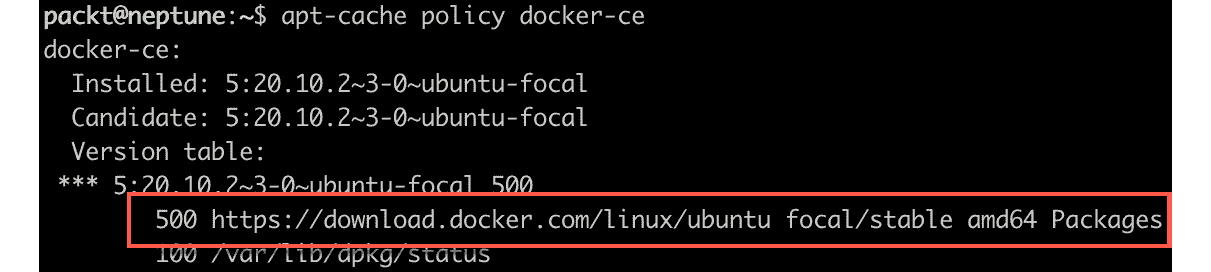 packt@neptune:~$ apt-cache policy docker-ce
docker-ce:
  Installed: 5:20.10.2~3-0~ubuntu-focal
  Candidate: 5:20.10.2~3-0~ubuntu-focal
  Version table:
 *** 5:20.10.2~3-0~ubuntu-focal 500
        500 https://download.docker.com/linux/ubuntu focal/stable amd64 Packages
        100 /var/lib/dpkg/status